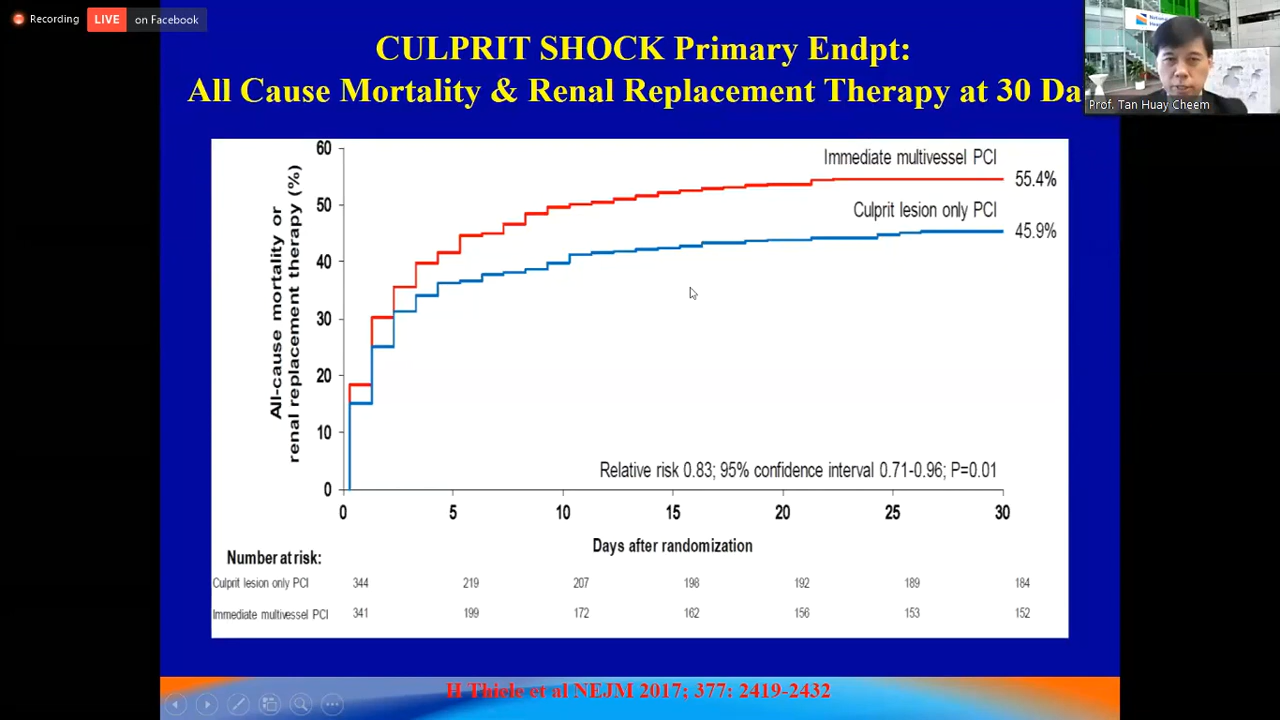 Recording
LIVE on Facebook
CULPRIT SHOCK Primary Endpt:
All Cause Mortality & Renal Replacement Therapy at 30 Da
Prof. Tan Huay Cheem
All-cause mortality or
renal replacement therapy (%)
60
50
40
30
20
10
0
Immediate multivessel PCI
55.4%
Culprit lesion only PCI
45.9%
Relative risk 0.83; 95% confidence interval 0.71-0.96; P=0.01
0 5 10 15 20 25 30
Days after randomization
Number at risk:
Culprit lesion only PCI 344 219 207 198 192 189 184
Immediate multivessel PCI 341 199 172 162 156 153 152
H Thiele et al NEJM 2017; 377: 2419-2432